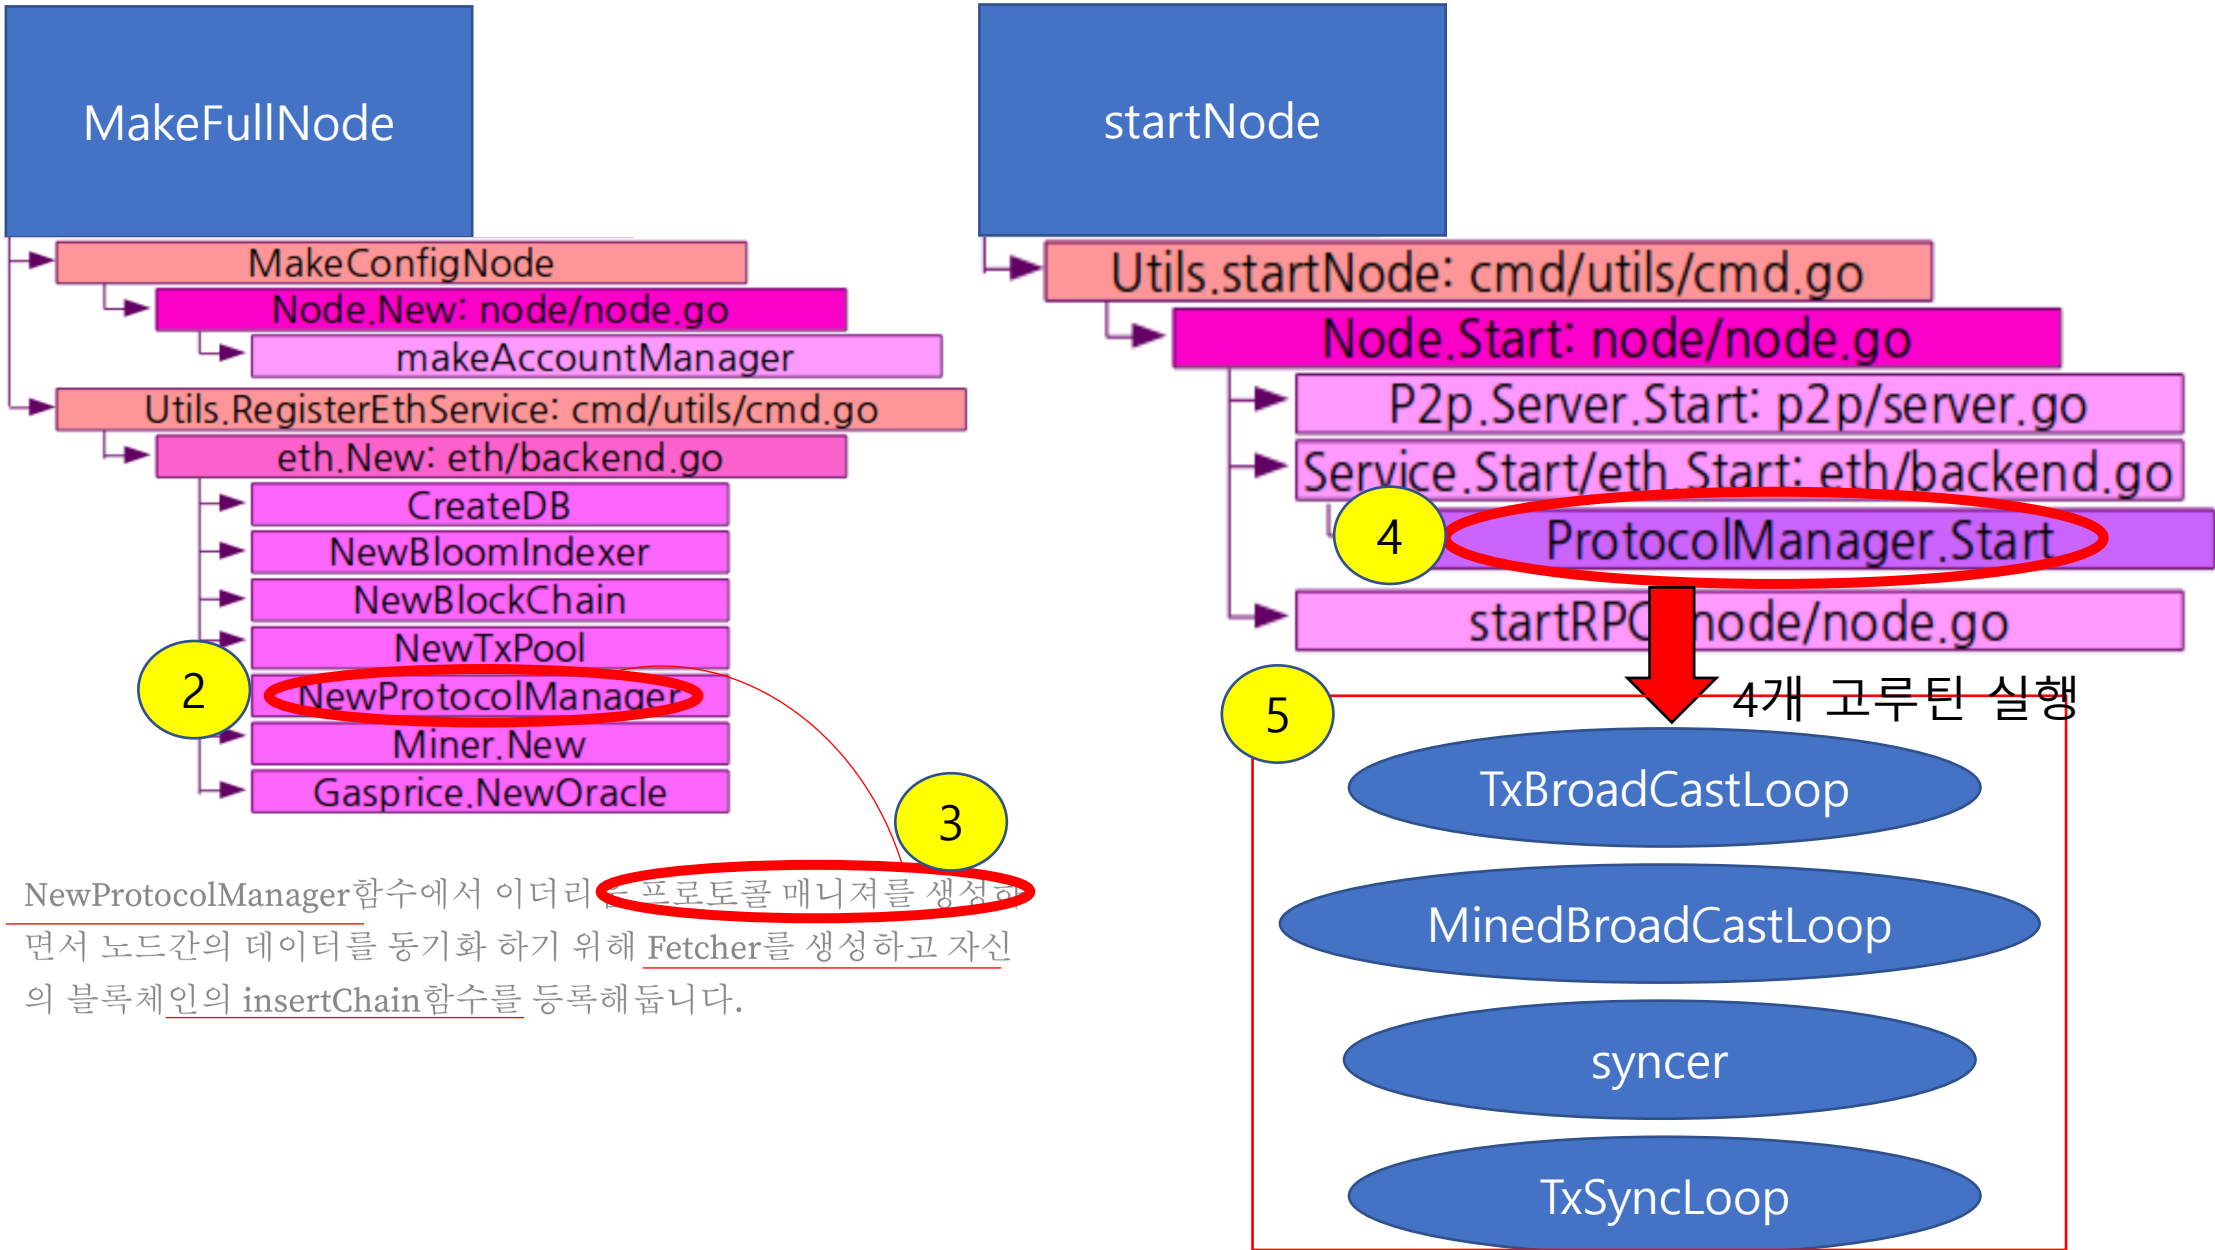 MakeFullNode
MakeConfigNode
Node.New: node/node.go
makeAccountManager
Utils.RegisterEthService: cmd/utils/cmd.go
eth.New: eth/backend.go
CreateDB
NewBloomIndexer
NewBlockChain
NewTxPool
2
NewProtocolManager
Miner.New
Gasprice.NewOracle
3
NewProtocolManager함수에서 이더리 프로토콜 매니져를 생성하
면서 노드간의 데이터를 동기화 하기 위해 Fetcher를 생성하고 자신
의 블록체인의 insertChain함수를 등록해둡니다.
startNode
Utils.startNode: cmd/utils/cmd.go
Node.Start: node/node.go
P2p.Server.Start: p2p/server.go
Service.Start/eth.Start: eth/backend.go
4
ProtocolManager.Start
startRPC node/node.go
4개 고루틴 실행
5
TxBroadCastLoop
MinedBroadCastLoop
syncer
TxSyncLoop